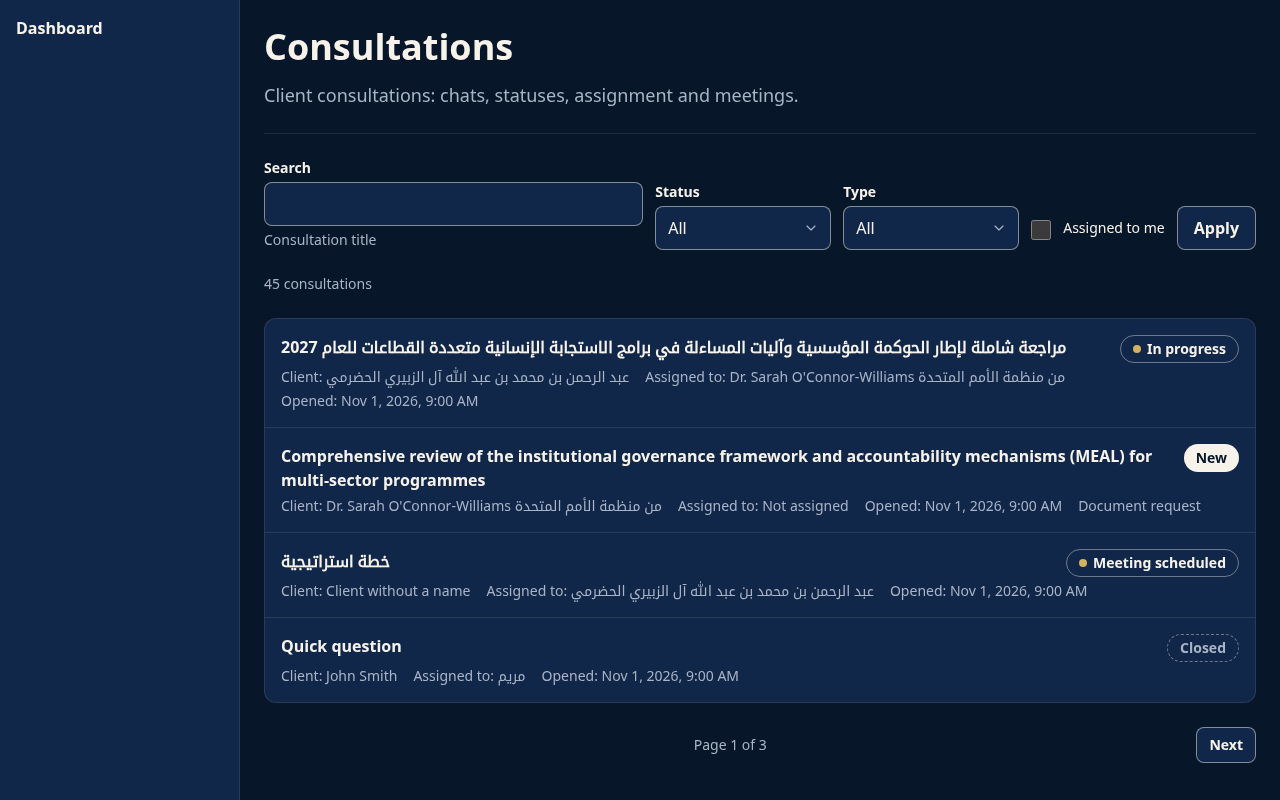 Dashboard
Consultations
Client consultations: chats, statuses, assignment and meetings.
Search
Consultation title
Status
All
Type
All
Assigned to me
Apply
45 consultations
مراجعة شاملة لإطار الحوكمة المؤسسية وآليات المساءلة في برامج الاستجابة الإنسانية متعددة القطاعات للعام 2027
In progress
Client: عبد الرحمن بن محمد بن عبد الله آل الزبيري الحضرمي Assigned to: Dr. Sarah O'Connor-Williams من منظمة الأمم المتحدة
Opened: Nov 1, 2026, 9:00 AM
Comprehensive review of the institutional governance framework and accountability mechanisms (MEAL) for
multi-sector programmes
New
Client: Dr. Sarah O'Connor-Williams من منظمة الأمم المتحدة Assigned to: Not assigned Opened: Nov 1, 2026, 9:00 AM Document request
خطة استراتيجية
Meeting scheduled
Client: Client without a name Assigned to: عبد الرحمن بن محمد بن عبد الله آل الزبيري الحضرمي Opened: Nov 1, 2026, 9:00 AM
Quick question
Closed
Client: John Smith Assigned to: مريم Opened: Nov 1, 2026, 9:00 AM
Page 1 of 3
Next